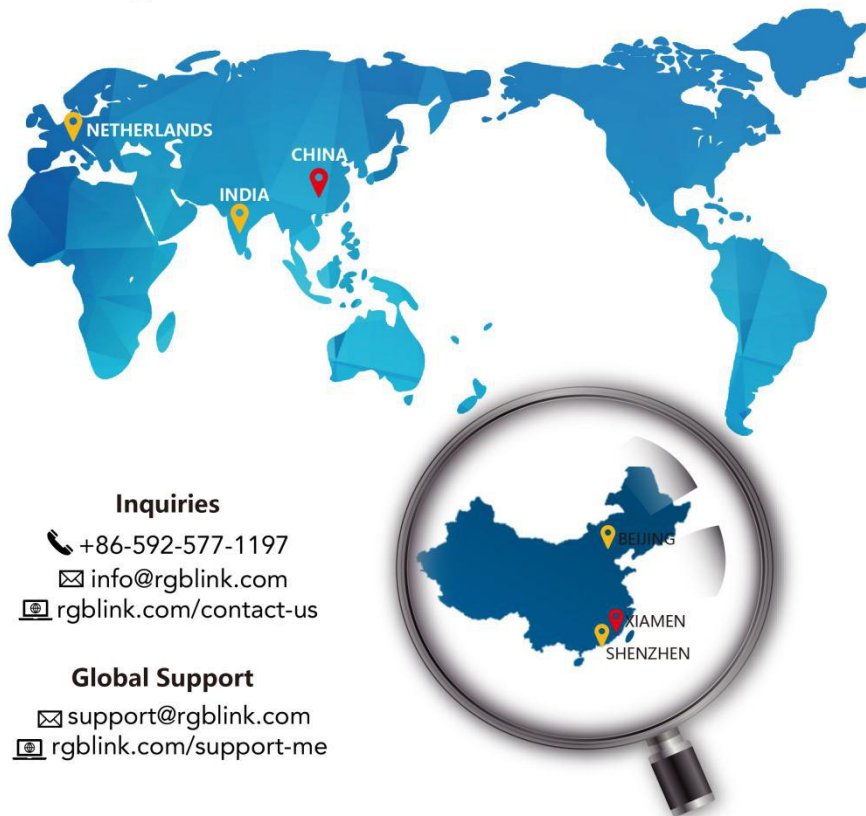 NETHERLANDS
CHINA
INDIA
Inquiries
+86-592-577-1197
info@rgblink.com
rgblink.com/contact-us
Global Support
support@rgblink.com
rgblink.com/support-me
BEIJING
XIAMEN
SHENZHEN